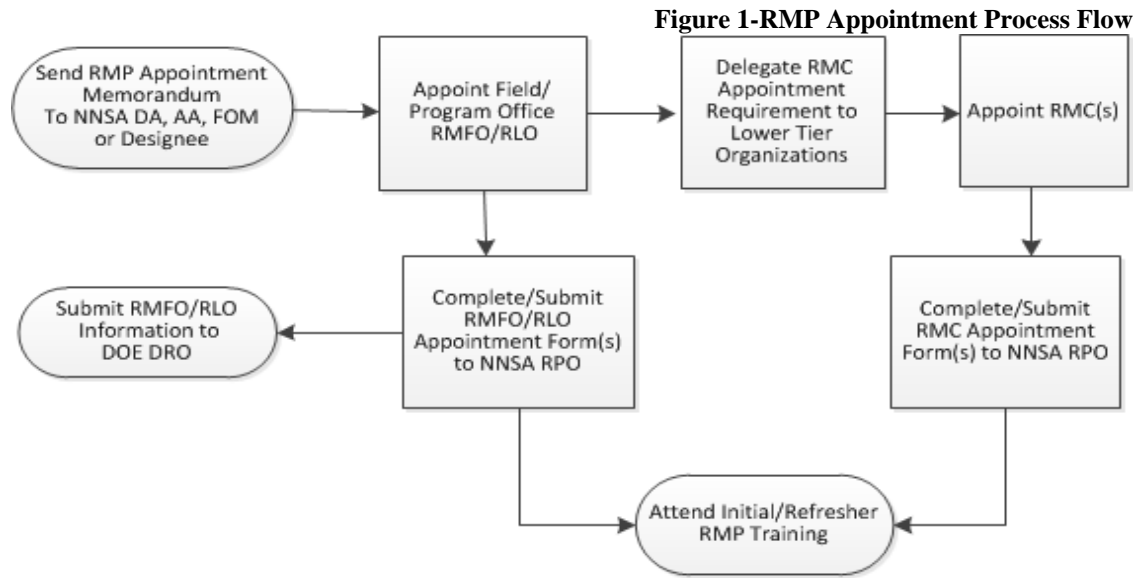 Figure 1-RMP Appointment Process Flow
Send RMP Appointment
Memorandum
To NNSA DA, AA, FOM
or Designee
Appoint Field/
Program Office
RMFO/RLO
Delegate RMC
Appointment
Requirement to
Lower Tier
Organizations
Appoint RMC(s)
Submit RMFO/RLO
Information to
DOE DRO
Complete/Submit
RMFO/RLO
Appointment Form(s)
to NNSA RPO
Complete/Submit
RMC Appointment
Form(s) to NNSA RPO
Attend Initial/Refresher
RMP Training